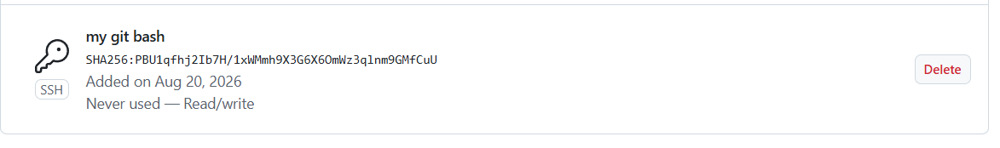 my git bash
SHA256:PBU1qfhj2Ib7H/1xWMmh9X3G6X6OmWz3qlnm9GMfCuU
SSH
Added on Aug 20, 2026
Never used — Read/write
Delete